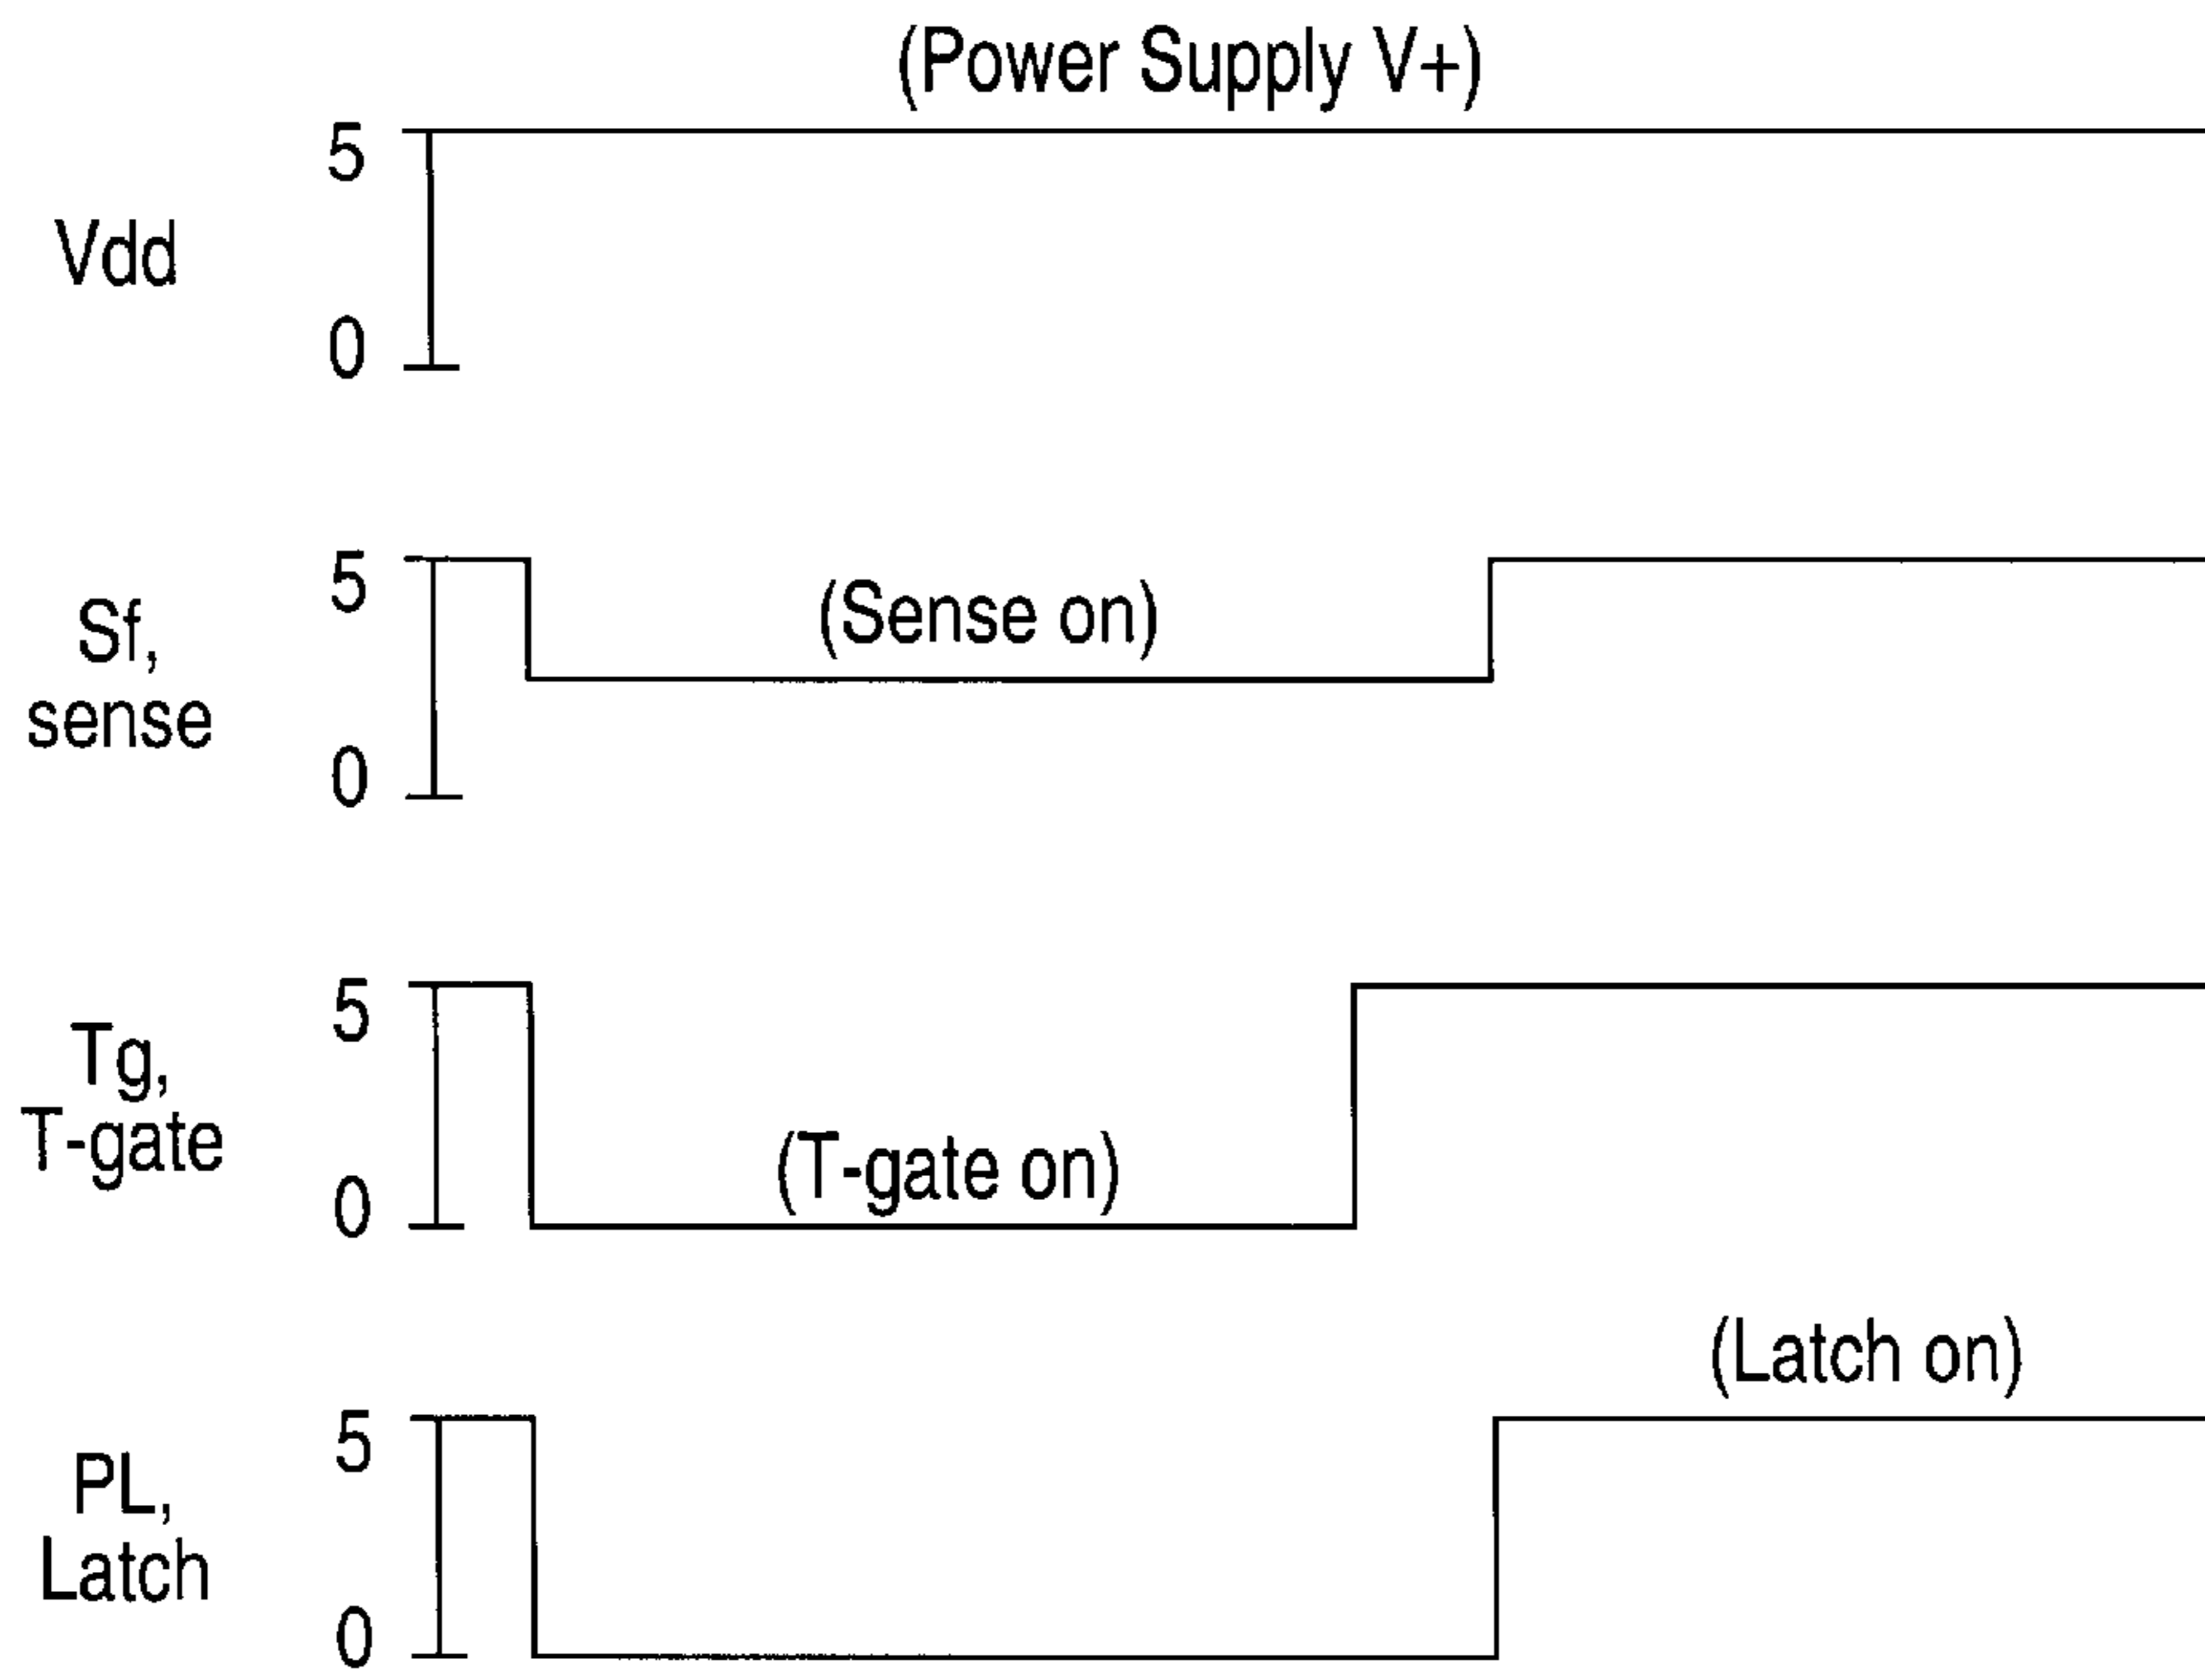 (Power Supply V+)
5
Vdd
0
5
(Sense on)
Sf,
sense
0
5
Tg,
T-gate
(T-gate on)
0
(Latch on)
5
PL,
Latch
0